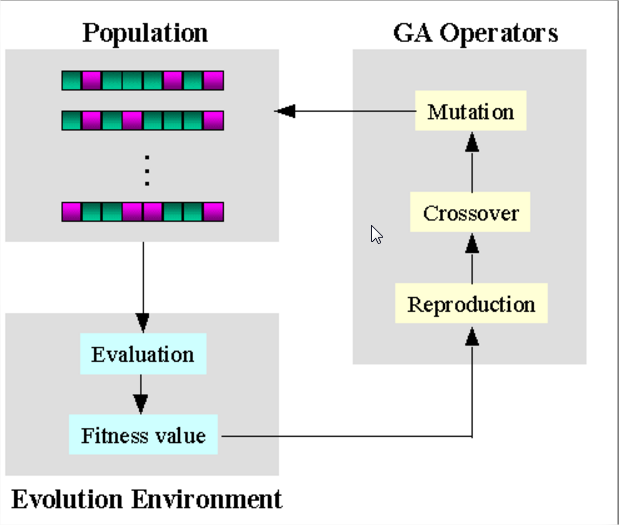 Population
GA Operators
Mutation
Crossover
Reproduction
Evaluation
Fitness value
Evolution Environment